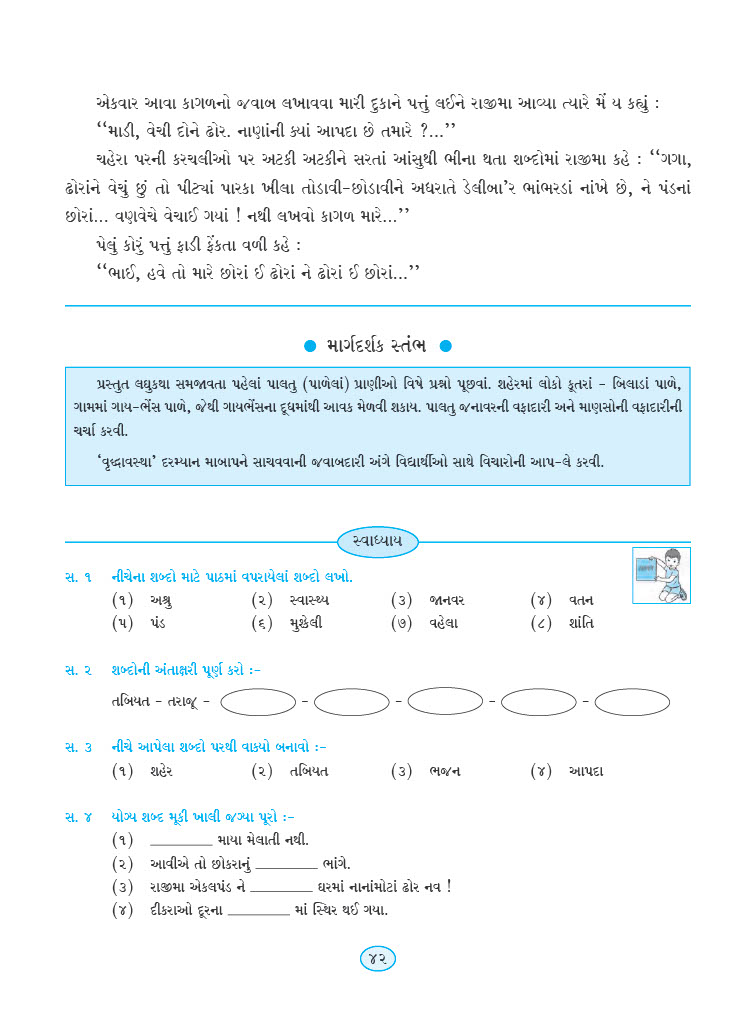 એકવાર આવા કાગળનો જવાબ લખાવવા મારી દુકાને પત્તું લઈને રાજીમા આવ્યા ત્યારે મેં ય કહ્યું :
‘‘માડી, વેચી દોને ઢોર. નાણાંની ક્યાં આપદા છે તમારે ?...’’
ચહેરા પરની કરચલીઓ પર અટકી અટકીને સરતાં આંસુથી ભીના થતા શબ્દોમાં રાજીમા કહે : ‘‘ગગા,
ઢોરાંને વેચું છું તો પીટ્યાં પારકા ખીલા તોડાવી-છોડાવીને અધરાતે ડેલીબા’ર ભાંભરડાં નાંખે છે, ને પંડનાં
છોરાં... વણવેચે વેચાઈ ગયાં ! નથી લખવો કાગળ મારે...’’
પેલું કોરું પત્તું ફાડી ફેંકતા વળી કહે :
‘‘ભાઈ, હવે તો મારે છોરાં ઈ ઢોરાં ને ઢોરાં ઈ છોરાં...’’
● માર્ગદર્શક સ્તંભ ●
પ્રસ્તુત લઘુકથા સમજાવતા પહેલાં પાલતુ (પાળેલાં) પ્રાણીઓ વિષે પ્રશ્નો પૂછવાં. શહેરમાં લોકો કૂતરાં - બિલાડાં પાળે,
ગામમાં ગાય-ભેંસ પાળે, જેથી ગાયભેંસના દૂધમાંથી આવક મેળવી શકાય. પાલતુ જનાવરની વફાદારી અને માણસોની વફાદારીની
ચર્ચા કરવી.
‘વૃદ્ધાવસ્થા’ દરમ્યાન માબાપને સાચવવાની જવાબદારી અંગે વિદ્યાર્થીઓ સાથે વિચારોની આપ-લે કરવી.
સ્વાધ્યાય
સ. ૧ નીચેના શબ્દો માટે પાઠમાં વપરાયેલાં શબ્દો લખો.
(૧) અશ્રુ (૨) સ્વાસ્થ્ય (૩) જાનવર (૪) વતન
(૫) પંડ (૬) મુશ્કેલી (૭) વહેલા (૮) શાંતિ
સ. ૨ શબ્દોની અંતાક્ષરી પૂર્ણ કરો :-
તબિયત - તરાજૂ - - - - -
સ. ૩ નીચે આપેલા શબ્દો પરથી વાક્યો બનાવો :-
(૧) શહેર (૨) તબિયત (૩) ભજન (૪) આપદા
સ. ૪ યોગ્ય શબ્દ મૂકી ખાલી જગ્યા પૂરો :-
(૧) ________ માયા મેલાતી નથી.
(૨) આવીએ તો છોકરાનું ________ ભાંગે.
(૩) રાજીમા એકલપંડ ને ________ ઘરમાં નાનાંમોટાં ઢોર નવ !
(૪) દીકરાઓ દૂરના ________ માં સ્થિર થઈ ગયા.
૪૨